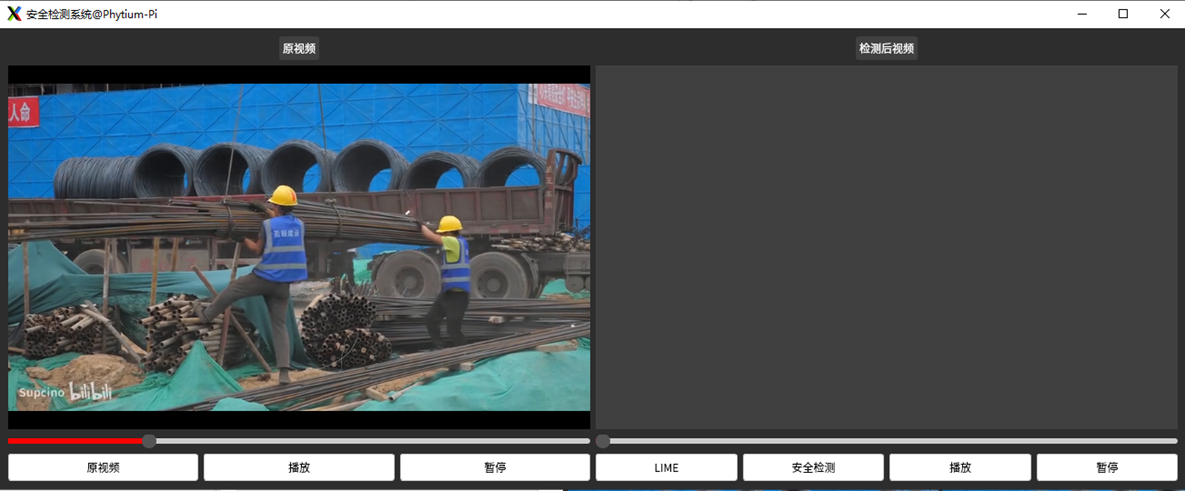 安全检测系统@Phytium-Pi
原视频
检测后视频
人命
Supcino bilibili
原视频
播放
暂停
LIME
安全检测
播放
暂停